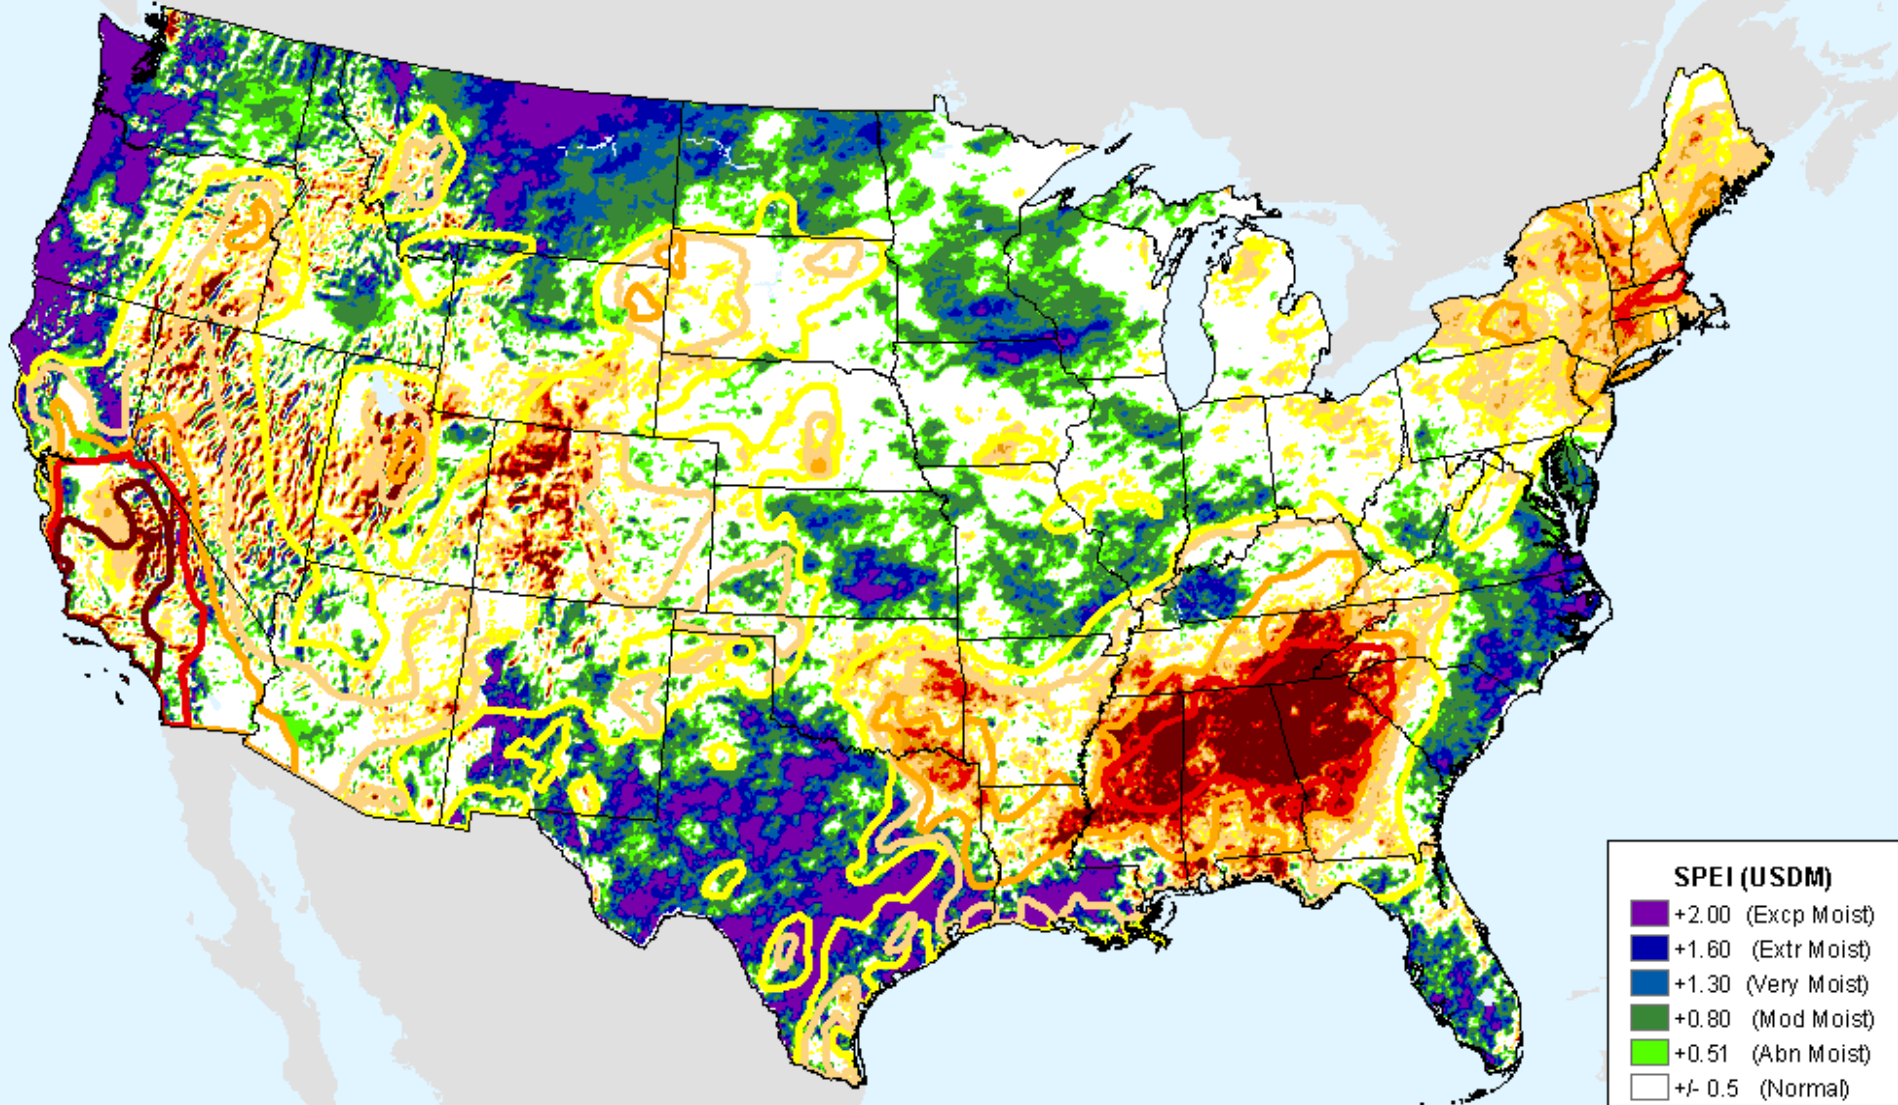 SPEI (USDM)
+2.00 (Excp Moist)
+1.60 (Extr Moist)
+1.30 (Very Moist)
+0.80 (Mod Moist)
+0.51 (Abn Moist)
+/- 0.5 (Normal)